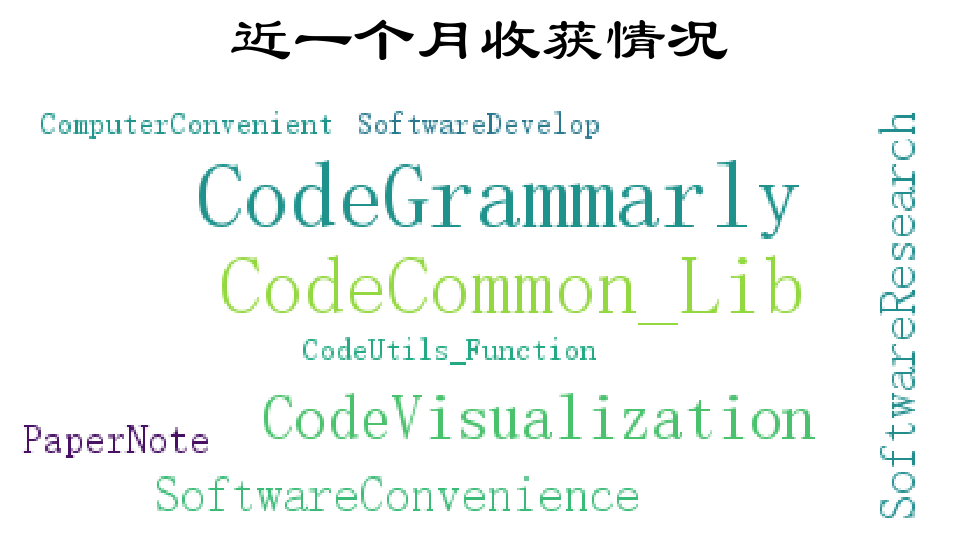 近一个月收获情况
ComputerConvenient
SoftwareDevelop
CodeGrammarly
CodeCommon_Lib
CodeUtils_Function
CodeVisualization
PaperNote
SoftwareConvenience
SoftwareResearch